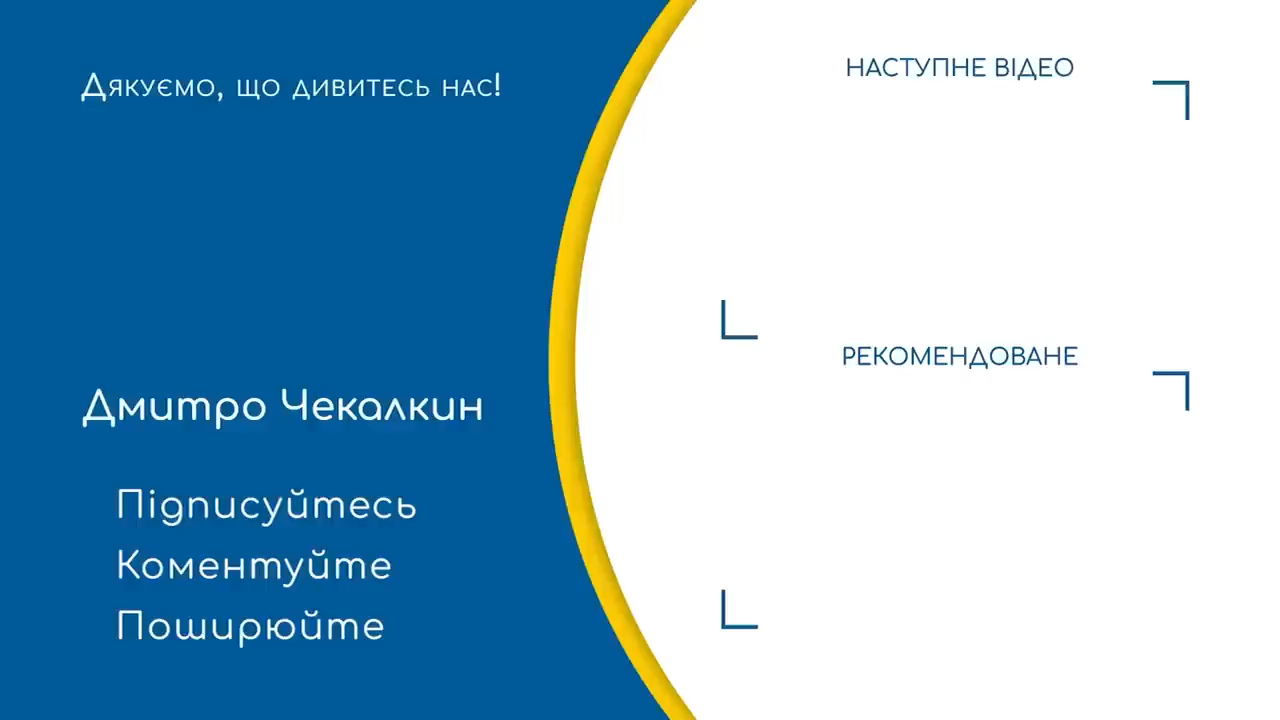 Дякуємо, що дивитесь нас!
Дмитро Чекалкин
Підписуйтесь
Коментуйте
Поширюйте
НАСТУПНЕ ВІДЕО
РЕКОМЕНДОВАНЕ